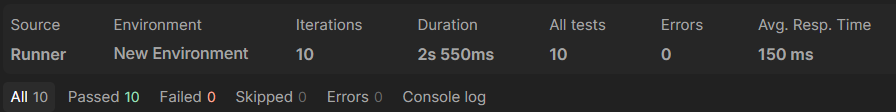 Source Environment Iterations Duration All tests Errors Avg. Resp. Time
Runner New Environment 10 2s 550ms 10 0 150 ms
All 10 Passed 10 Failed 0 Skipped 0 Errors 0 Console log